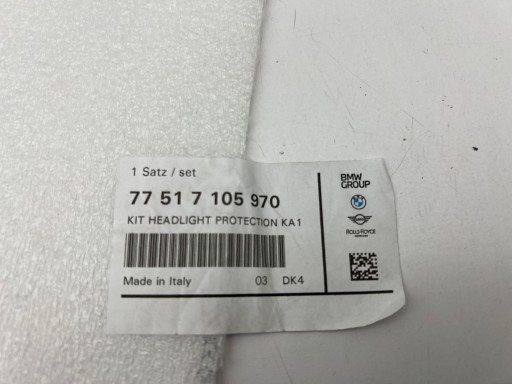 1 Satz / set
77 51 7 105 970
KIT HEADLIGHT PROTECTION KA1
Made in Italy 03 DK4
BMW
GROUP
ROLLS-ROYCE